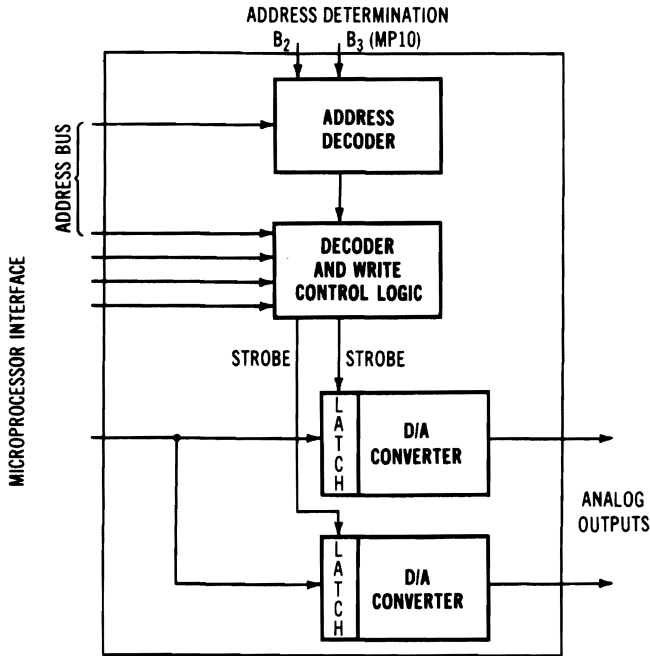 ADDRESS DETERMINATION
B2 B3 (MP10)
ADDRESS
DECODER
ADDRESS BUS
DECODER
AND WRITE
CONTROL LOGIC
MICROPROCESSOR INTERFACE
STROBE STROBE
LATCH
D/A
CONVERTER
ANALOG
OUTPUTS
LATCH
D/A
CONVERTER